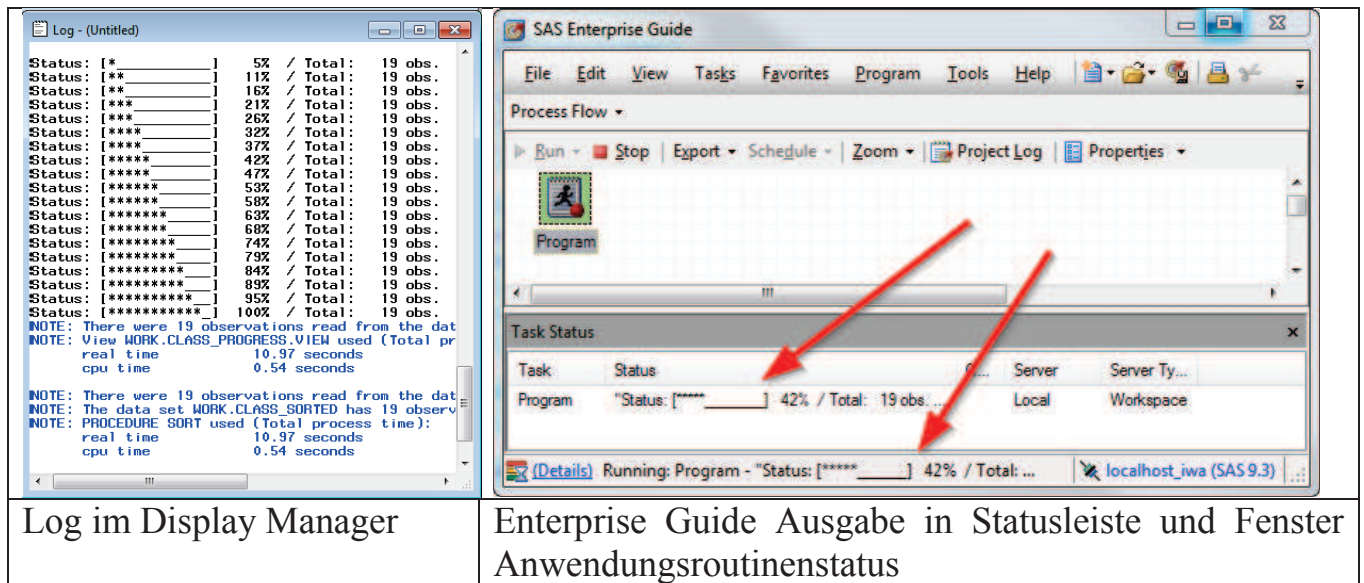 Log - (Untitled)
Status: [*___________] 5% / Total: 19 obs.
Status: [**__________] 11% / Total: 19 obs.
Status: [**__________] 16% / Total: 19 obs.
Status: [***_________] 21% / Total: 19 obs.
Status: [***_________] 26% / Total: 19 obs.
Status: [****________] 32% / Total: 19 obs.
Status: [****________] 37% / Total: 19 obs.
Status: [*****_______] 42% / Total: 19 obs.
Status: [*****_______] 47% / Total: 19 obs.
Status: [******______] 53% / Total: 19 obs.
Status: [******______] 58% / Total: 19 obs.
Status: [*******_____] 63% / Total: 19 obs.
Status: [*******_____] 68% / Total: 19 obs.
Status: [********____] 74% / Total: 19 obs.
Status: [********____] 79% / Total: 19 obs.
Status: [*********___] 84% / Total: 19 obs.
Status: [*********___] 89% / Total: 19 obs.
Status: [**********__] 95% / Total: 19 obs.
Status: [***********_] 100% / Total: 19 obs.
NOTE: There were 19 observations read from the dat
NOTE: View WORK.CLASS_PROGRESS.VIEW used (Total pr
real time 10.97 seconds
cpu time 0.54 seconds
NOTE: There were 19 observations read from the dat
NOTE: The data set WORK.CLASS_SORTED has 19 observ
NOTE: PROCEDURE SORT used (Total process time):
real time 10.97 seconds
cpu time 0.54 seconds
SAS Enterprise Guide
File Edit View Tasks Favorites Program Tools Help
Process Flow
Run Stop Export Schedule Zoom Project Log Properties
Program
Task Status
Task Status Server Server Ty...
Program "Status: [*****_______] 42% / Total: 19 obs. ... Local Workspace
(Details) Running: Program - "Status: [*****_______] 42% / Total: ... localhost_iwa (SAS 9.3)
Log im Display Manager
Enterprise Guide Ausgabe in Statusleiste und Fenster
Anwendungsroutinenstatus